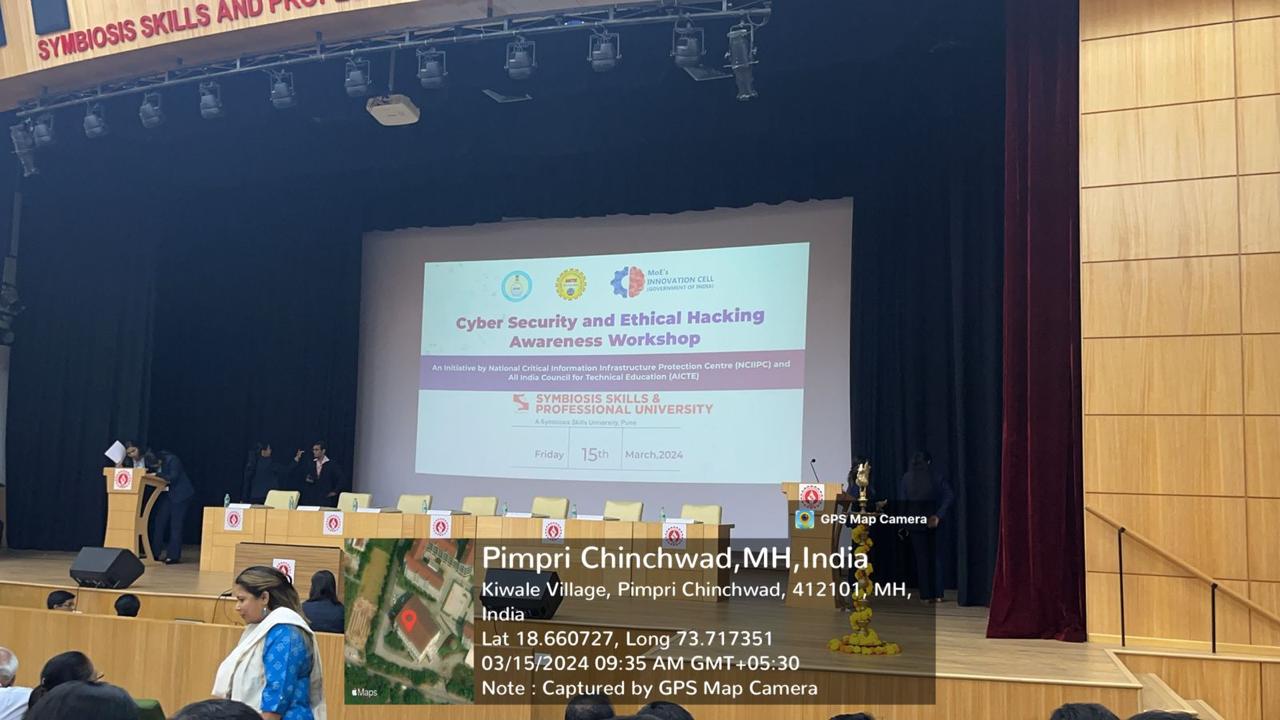 SYMBIOSIS SKILLS AND PROFE
MoE's
INNOVATION CELL
(GOVERNMENT OF INDIA)
AICTE
Cyber Security and Ethical Hacking
Awareness Workshop
An Initiative by National Critical Information Infrastructure Protection Centre (NCIIPC) and
All India Council for Technical Education (AICTE)
SYMBIOSIS SKILLS &
PROFESSIONAL UNIVERSITY
A Symbiosis Skills University, Pune
Friday 15th March,2024
GPS Map Camera
Pimpri Chinchwad,MH,India
Kiwale Village, Pimpri Chinchwad, 412101, MH,
India
Lat 18.660727, Long 73.717351
03/15/2024 09:35 AM GMT+05:30
Note : Captured by GPS Map Camera
Maps